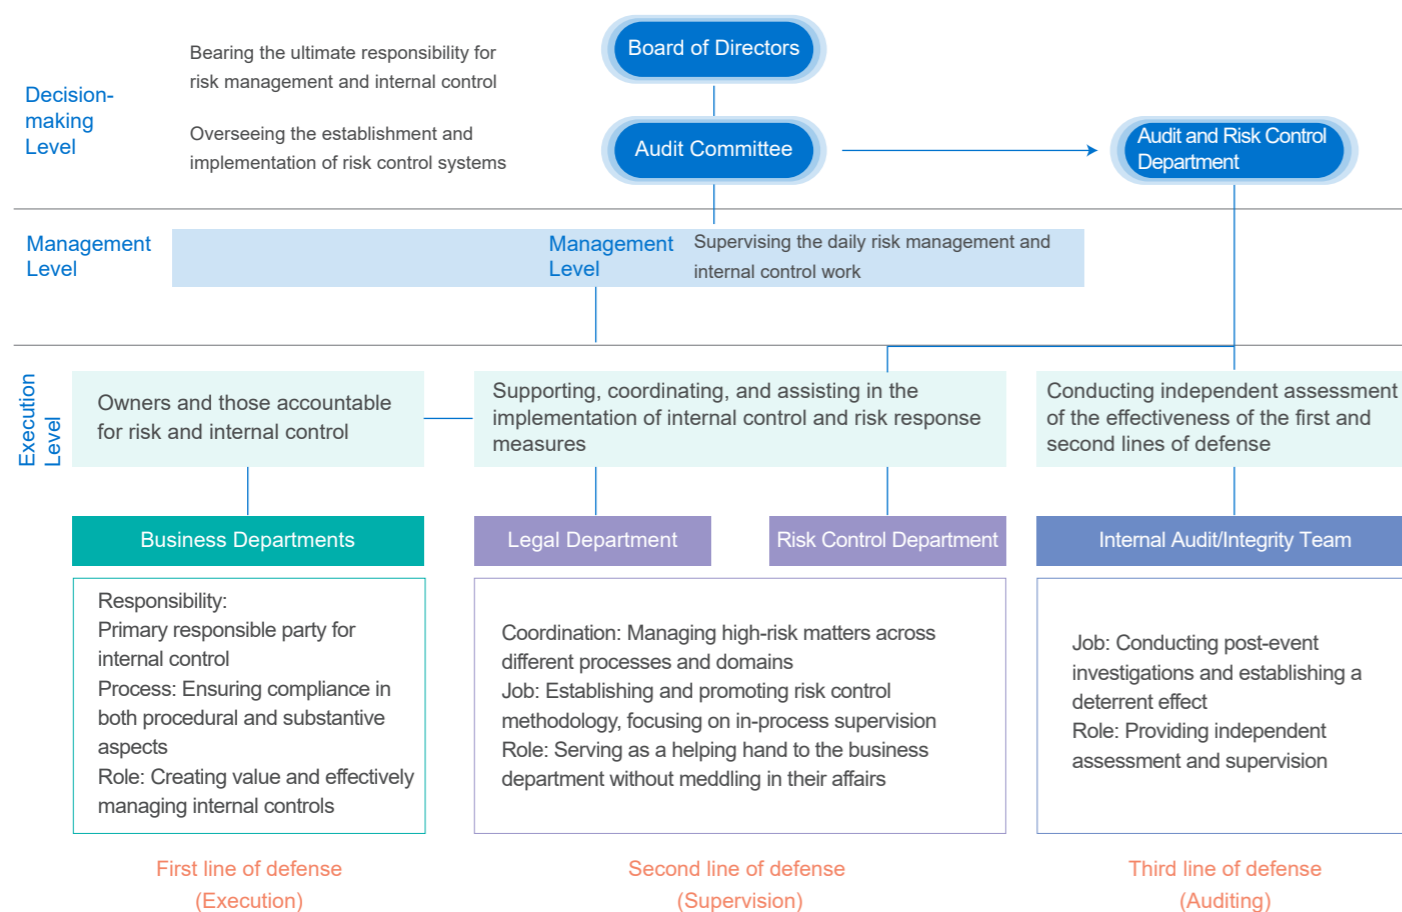 Board of Directors
Bearing the ultimate responsibility for
risk management and internal control
Decision-
making
Level
Overseeing the establishment and
implementation of risk control systems
Audit Committee
Audit and Risk Control
Department
Management
Level
Management
Level
Supervising the daily risk management and
internal control work
Execution
Level
Owners and those accountable
for risk and internal control
Supporting, coordinating, and assisting in the
implementation of internal control and risk response
measures
Conducting independent assessment
of the effectiveness of the first and
second lines of defense
Business Departments
Legal Department
Risk Control Department
Internal Audit/Integrity Team
Responsibility:
Primary responsible party for
internal control
Process: Ensuring compliance in
both procedural and substantive
aspects
Role: Creating value and effectively
managing internal controls
Coordination: Managing high-risk matters across
different processes and domains
Job: Establishing and promoting risk control
methodology, focusing on in-process supervision
Role: Serving as a helping hand to the business
department without meddling in their affairs
Job: Conducting post-event
investigations and establishing a
deterrent effect
Role: Providing independent
assessment and supervision
First line of defense
(Execution)
Second line of defense
(Supervision)
Third line of defense
(Auditing)